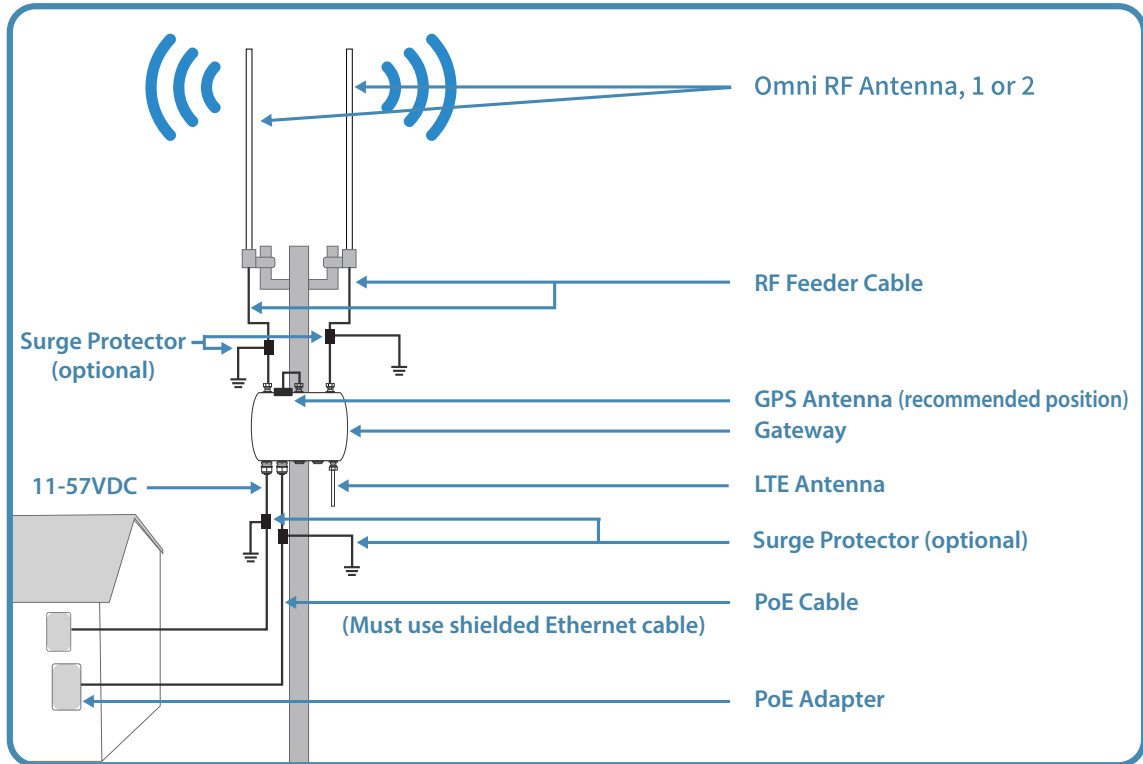 Omni RF Antenna, 1 or 2
RF Feeder Cable
Surge Protector
(optional)
GPS Antenna (recommended position)
Gateway
11-57VDC
LTE Antenna
Surge Protector (optional)
PoE Cable
(Must use shielded Ethernet cable)
PoE Adapter